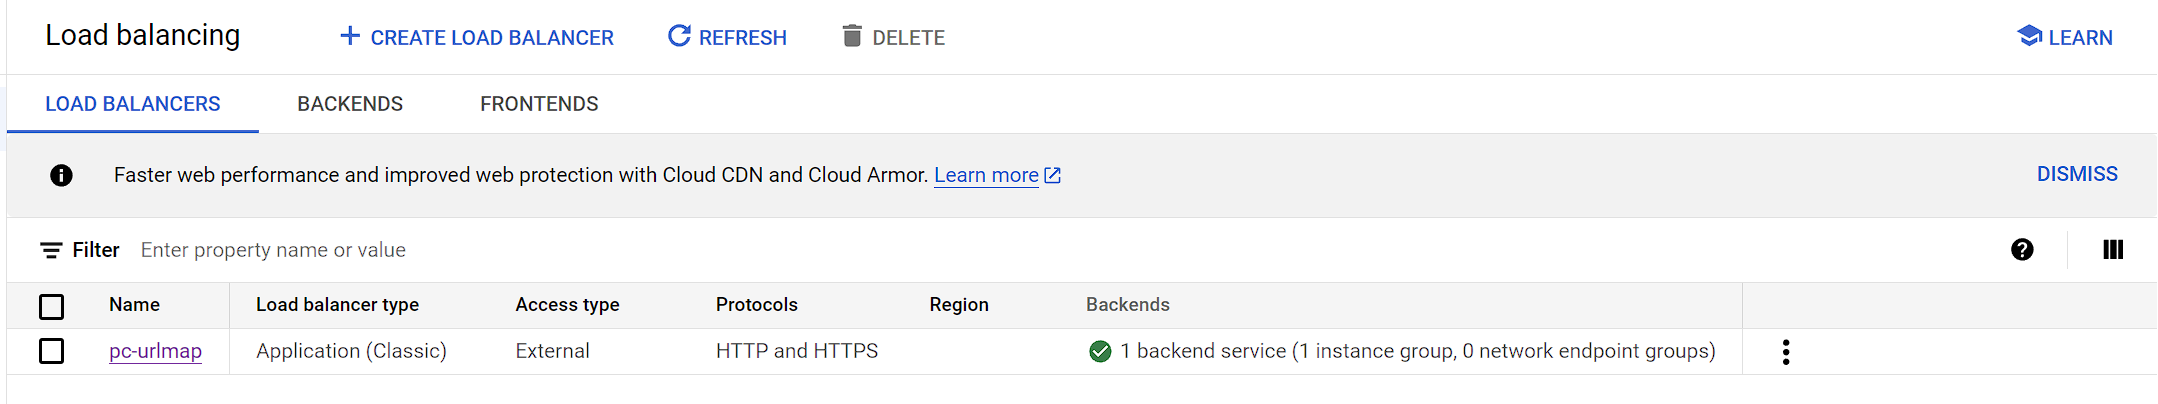 Load balancing CREATE LOAD BALANCER REFRESH DELETE LEARN
LOAD BALANCERS BACKENDS FRONTENDS
Faster web performance and improved web protection with Cloud CDN and Cloud Armor. Learn more DISMISS
Filter Enter property name or value
Name Load balancer type Access type Protocols Region Backends
pc-urlmap Application (Classic) External HTTP and HTTPS 1 backend service (1 instance group, 0 network endpoint groups)